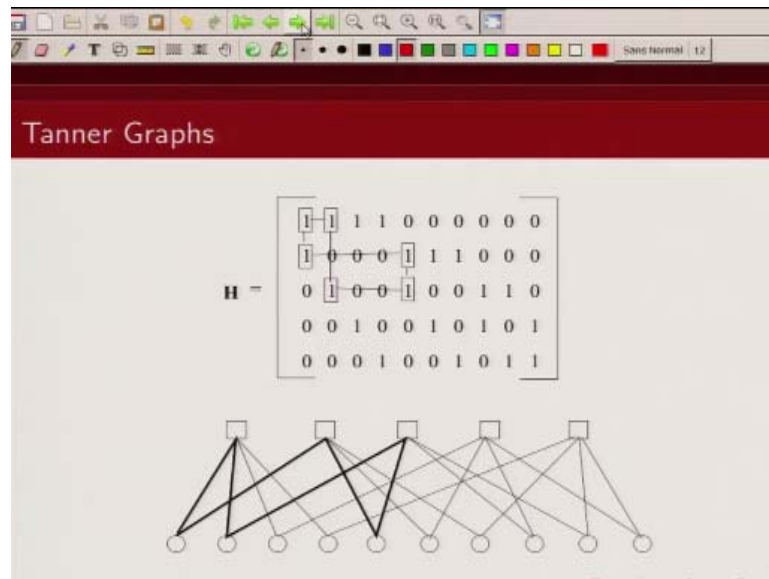 T
Sans Normal 12
Tanner Graphs
1 1 1 1 0 0 0 0 0 0
1 0 0 0 1 1 1 0 0 0
H = 0 1 0 0 1 0 0 1 1 0
0 0 1 0 0 1 0 1 0 1
0 0 0 1 0 0 1 0 1 1